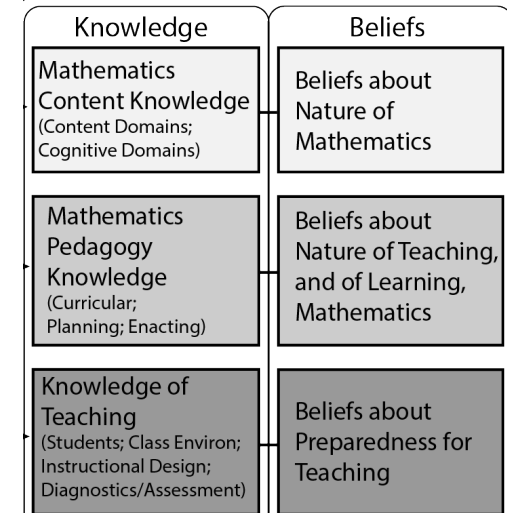 Knowledge
Beliefs
Mathematics
Content Knowledge
(Content Domains;
Cognitive Domains)
Beliefs about
Nature of
Mathematics
Mathematics
Pedagogy
Knowledge
(Curricular;
Planning; Enacting)
Beliefs about
Nature of Teaching,
and of Learning,
Mathematics
Knowledge of
Teaching
(Students; Class Environ;
Instructional Design;
Diagnostics/Assessment)
Beliefs about
Preparedness for
Teaching